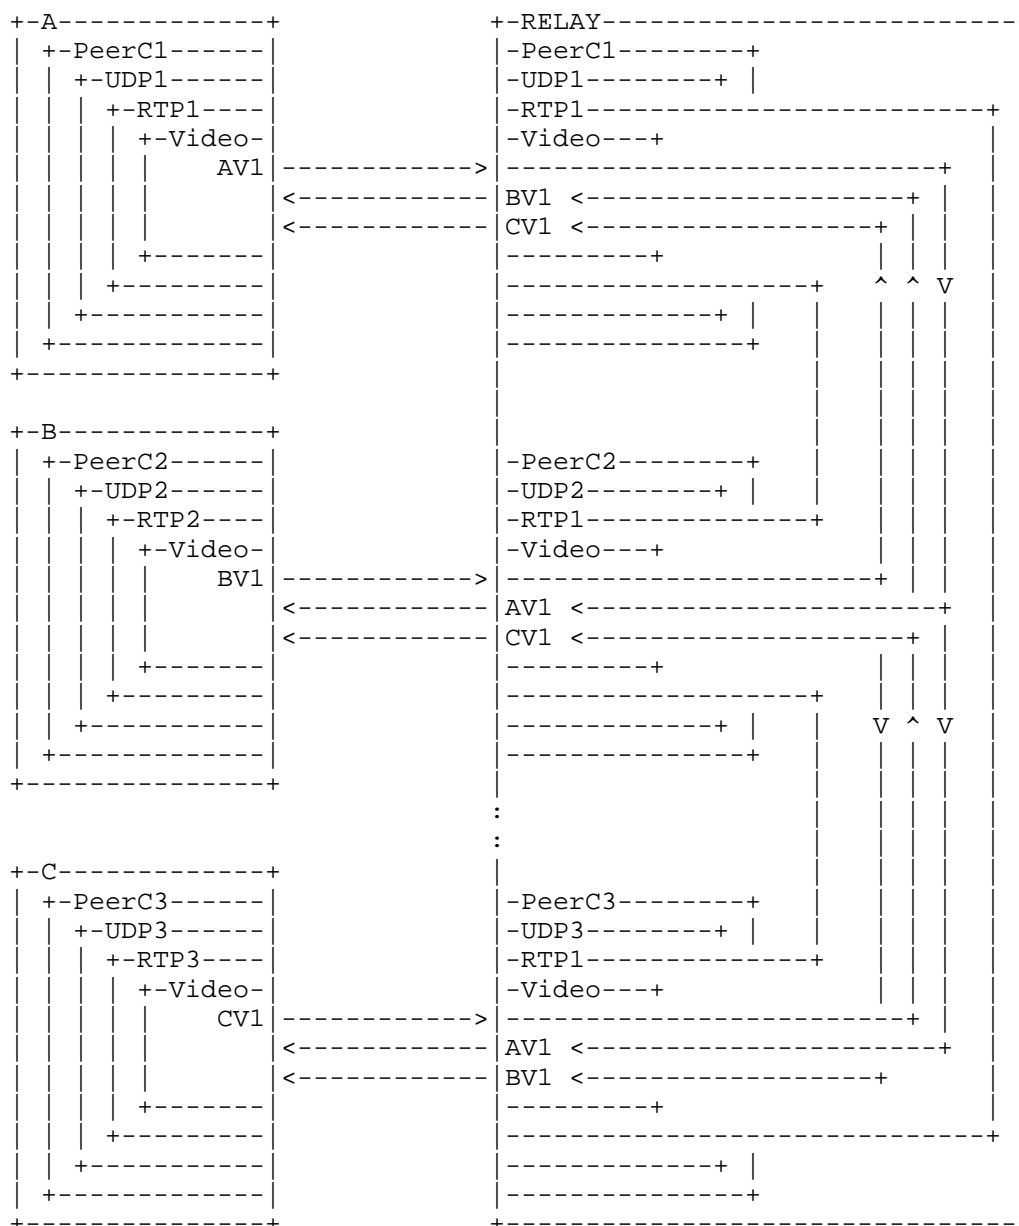 A RELAY
PeerC1 PeerC1
UDP1 UDP1
RTP1 RTP1
Video Video
AV1
BV1
CV1
B
PeerC2 PeerC2
UDP2 UDP2
RTP2 RTP1
Video Video
BV1
AV1
CV1
C
PeerC3 PeerC3
UDP3 UDP3
RTP3 RTP1
Video Video
CV1
AV1
BV1